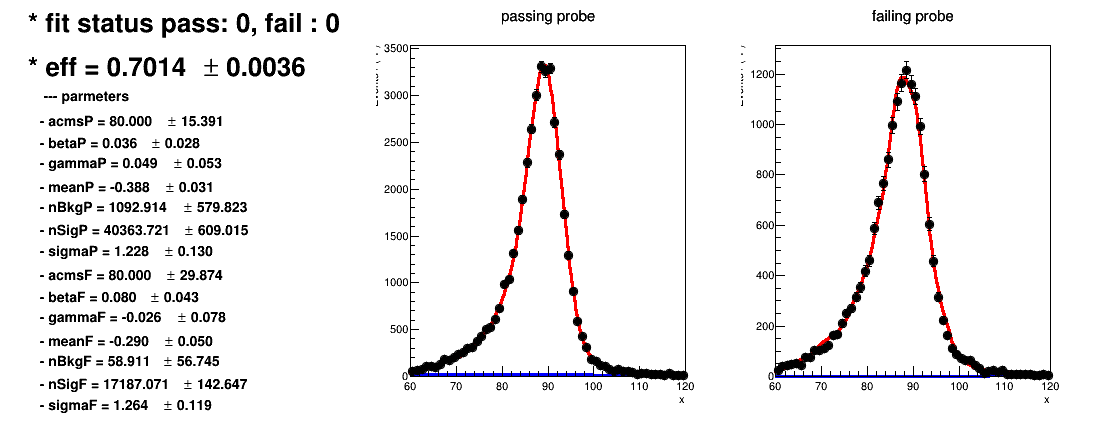 * fit status pass: 0, fail : 0
* eff = 0.7014 ± 0.0036
--- parmeters
- acmsP = 80.000 ± 15.391
- betaP = 0.036 ± 0.028
- gammaP = 0.049 ± 0.053
- meanP = -0.388 ± 0.031
- nBkgP = 1092.914 ± 579.823
- nSigP = 40363.721 ± 609.015
- sigmaP = 1.228 ± 0.130
- acmsF = 80.000 ± 29.874
- betaF = 0.080 ± 0.043
- gammaF = -0.026 ± 0.078
- meanF = -0.290 ± 0.050
- nBkgF = 58.911 ± 56.745
- nSigF = 17187.071 ± 142.647
- sigmaF = 1.264 ± 0.119
passing probe
3500
3000
2500
2000
1500
1000
500
0
60 70 80 90 100 110 120
x
failing probe
1200
1000
800
600
400
200
0
60 70 80 90 100 110 120
x